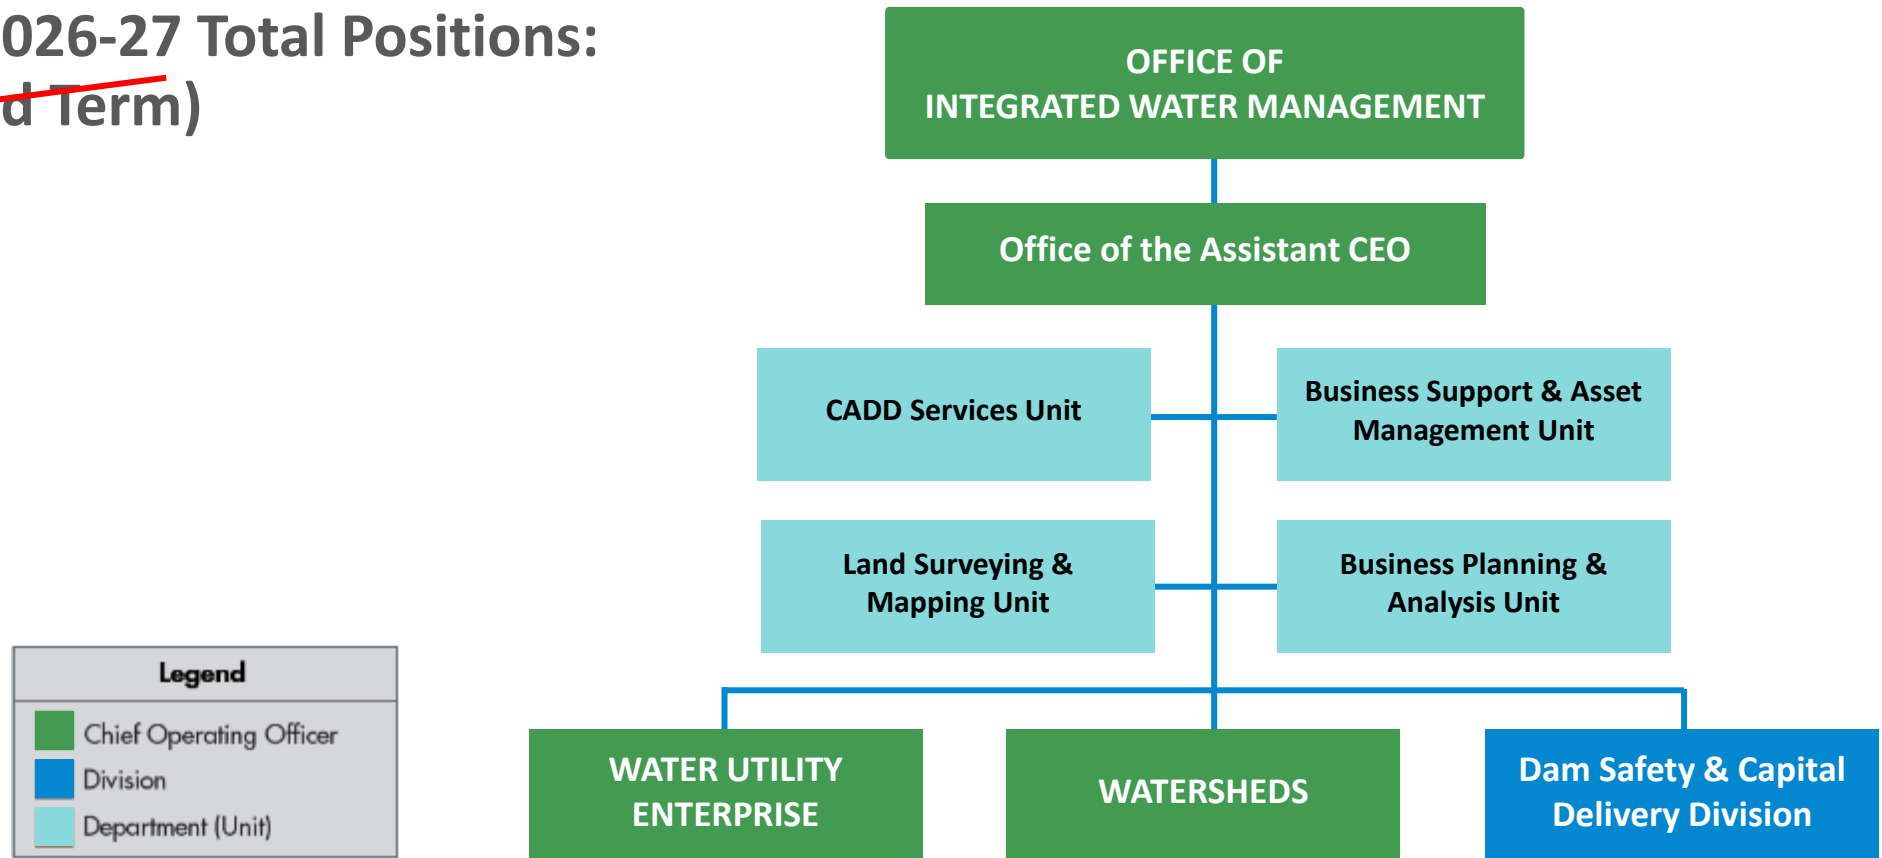 026-27 Total Positions:
d Term)
OFFICE OF
INTEGRATED WATER MANAGEMENT
Office of the Assistant CEO
CADD Services Unit
Business Support & Asset
Management Unit
Land Surveying &
Mapping Unit
Business Planning &
Analysis Unit
Legend
Chief Operating Officer
Division
Department (Unit)
WATER UTILITY
ENTERPRISE
WATERSHEDS
Dam Safety & Capital
Delivery Division